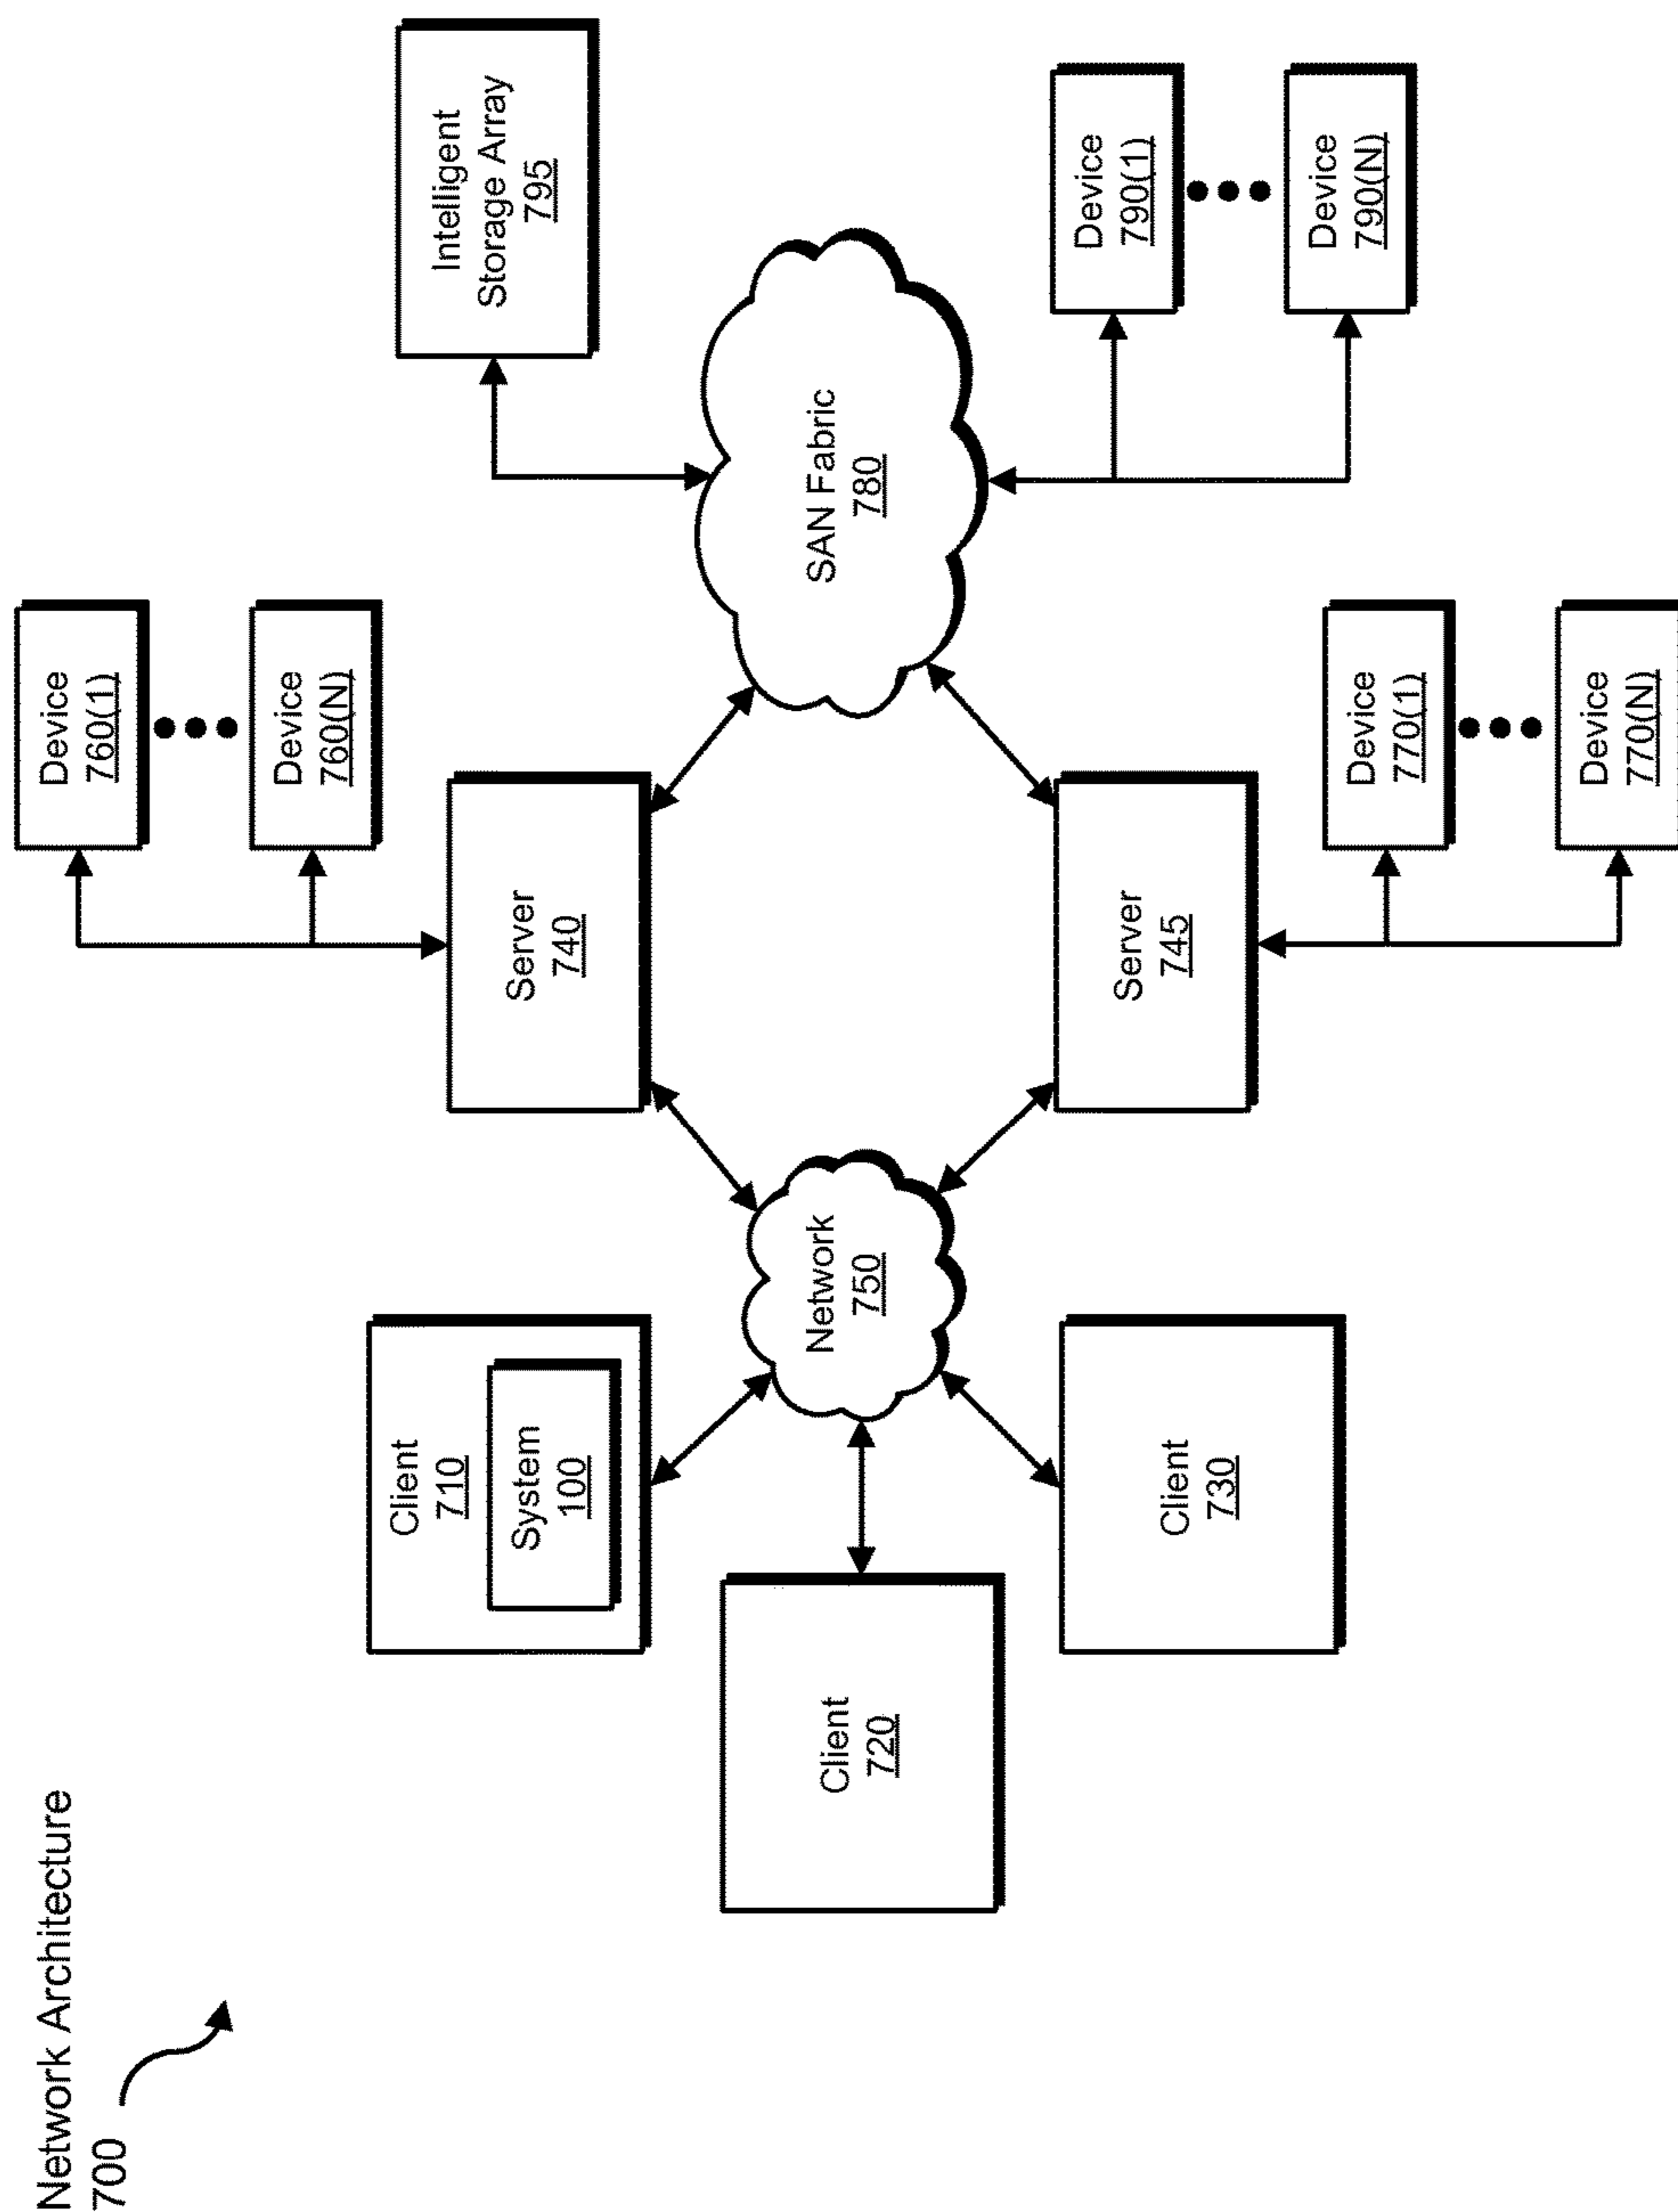 Network Architecture
700
Client
710
System
100
Client
720
Client
730
Network
750
Server
740
Server
745
Device
760(1)
Device
760(N)
Device
770(1)
Device
770(N)
SAN Fabric
780
Intelligent
Storage Array
795
Device
790(1)
Device
790(N)